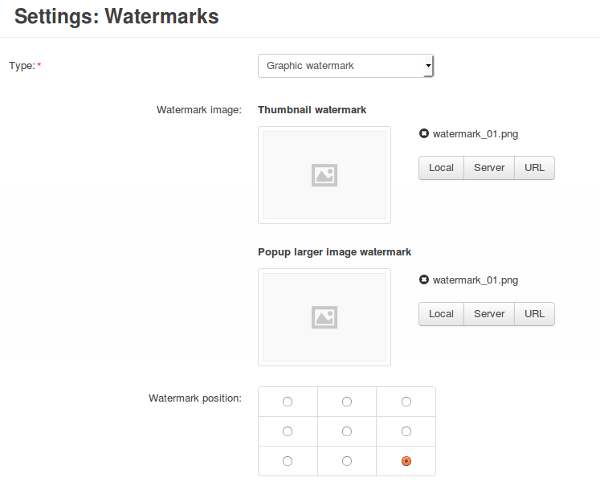 Settings: Watermarks
Type: *
Graphic watermark
Watermark image:
Thumbnail watermark
watermark_01.png
Local Server URL
Popup larger image watermark
watermark_01.png
Local Server URL
Watermark position: